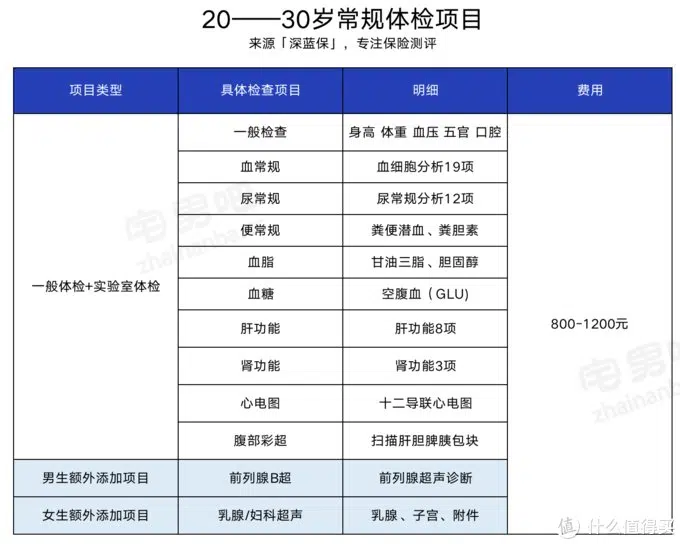 20——30岁常规体检项目
来源「深蓝保」，专注保险测评
项目类型 具体检查项目 明细 费用
一般检查 身高 体重 血压 五官 口腔
血常规 血细胞分析19项
尿常规 尿常规分析12项
便常规 粪便潜血、粪胆素
血脂 甘油三脂、胆固醇
一般体检+实验室体检
血糖 空腹血（GLU)
肝功能 肝功能8项
800-1200元
肾功能 肾功能3项
心电图 十二导联心电图
腹部彩超 扫描肝胆脾胰包块
男生额外添加项目 前列腺B超 前列腺超声诊断
女生额外添加项目 乳腺/妇科超声 乳腺、子宫、附件
宅男吧
zhainanba
宅男吧
zhainanba
值 什么值得买